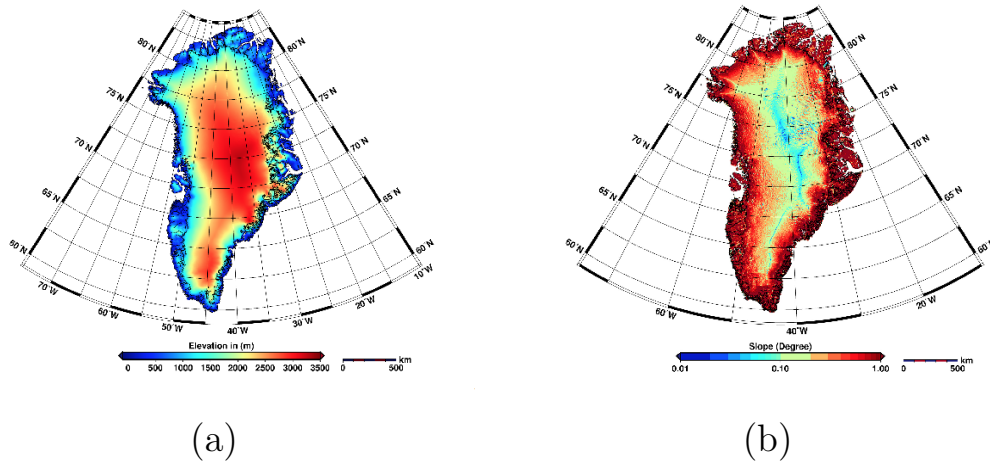 80˚N
80˚N
75˚N
75˚N
70˚N
70˚N
65˚N
65˚N
60˚N
60˚N
70˚W
60˚W
50˚W
40˚W
30˚W
20˚W
10˚W
Elevation in (m)
0 500 1000 1500 2000 2500 3000 3500
km
0 500
(a)
80˚N
80˚N
75˚N
75˚N
70˚N
70˚N
65˚N
65˚N
60˚N
60˚N
60˚W
40˚W
20˚W
Slope (Degree)
0.01 0.10 1.00
km
0 500
(b)